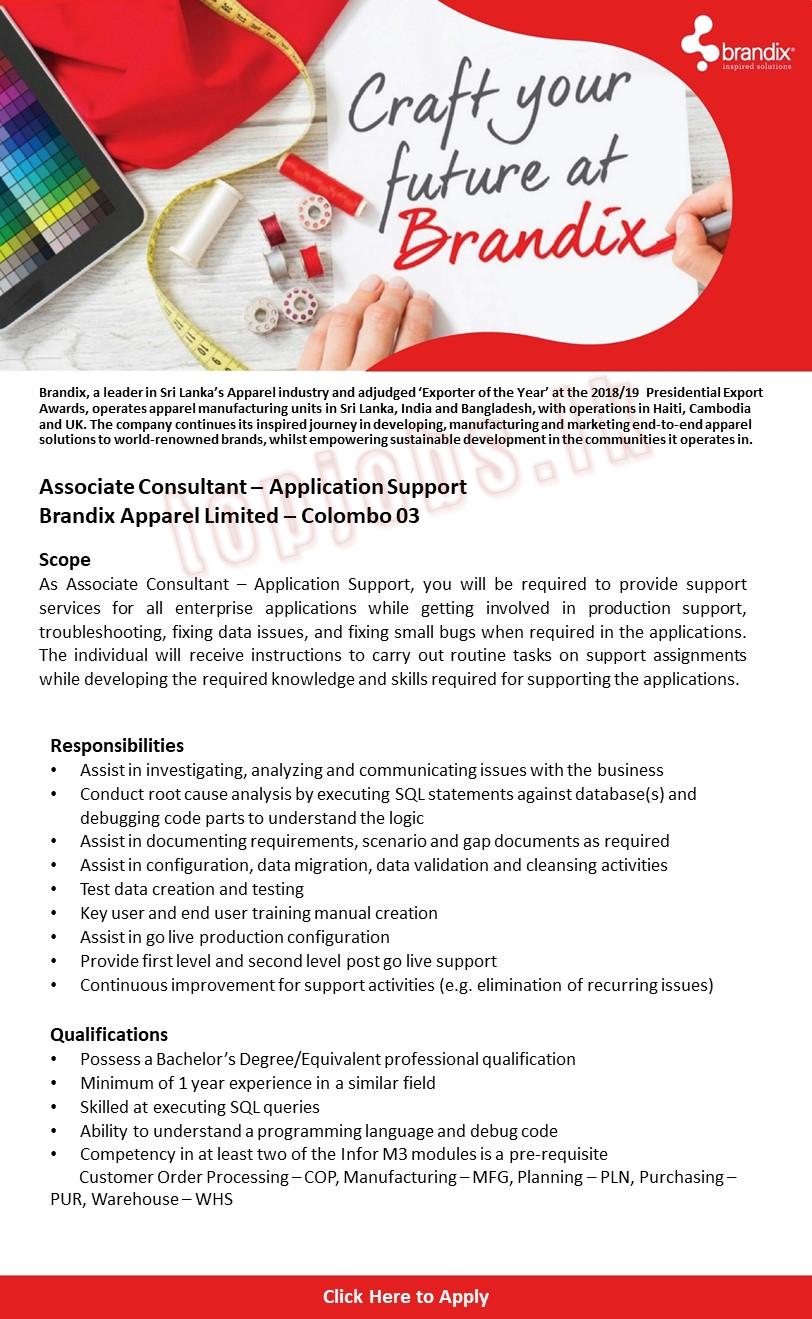 brandix
inspired solutions
Craft your
future at
Brandix
Brandix, a leader in Sri Lanka's Apparel industry and adjudged 'Exporter of the Year' at the 2018/19 Presidential Export
Awards, operates apparel manufacturing units in Sri Lanka, India and Bangladesh, with operations in Haiti, Cambodia
and UK. The company continues its inspired journey in developing, manufacturing and marketing end-to-end apparel
solutions to world-renowned brands, whilst empowering sustainable development in the communities it operates in.
topjobs.lk
Associate Consultant – Application Support
Brandix Apparel Limited – Colombo 03
Scope
As Associate Consultant – Application Support, you will be required to provide support
services for all enterprise applications while getting involved in production support,
troubleshooting, fixing data issues, and fixing small bugs when required in the applications.
The individual will receive instructions to carry out routine tasks on support assignments
while developing the required knowledge and skills required for supporting the applications.
Responsibilities
• Assist in investigating, analyzing and communicating issues with the business
• Conduct root cause analysis by executing SQL statements against database(s) and
debugging code parts to understand the logic
• Assist in documenting requirements, scenario and gap documents as required
• Assist in configuration, data migration, data validation and cleansing activities
• Test data creation and testing
• Key user and end user training manual creation
• Assist in go live production configuration
• Provide first level and second level post go live support
• Continuous improvement for support activities (e.g. elimination of recurring issues)
Qualifications
• Possess a Bachelor's Degree/Equivalent professional qualification
• Minimum of 1 year experience in a similar field
• Skilled at executing SQL queries
• Ability to understand a programming language and debug code
• Competency in at least two of the Infor M3 modules is a pre-requisite
Customer Order Processing – COP, Manufacturing – MFG, Planning – PLN, Purchasing –
PUR, Warehouse – WHS
Click Here to Apply